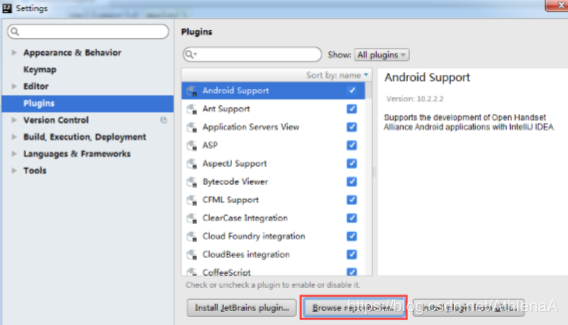 Settings
Plugins
Appearance & Behavior
Keymap
Editor
Plugins
Version Control
Build, Execution, Deployment
Languages & Frameworks
Tools
Show: All plugins
Sort by: name
Android Support
Ant Support
Application Servers View
ASP
AspectJ Support
Bytecode Viewer
CFML Support
ClearCase Integration
Cloud Foundry integration
CloudBees integration
CoffeeScript
Check or uncheck a plugin to enable or disable it.
Install JetBrains plugin...
Browse
plugin from
Android Support
Version: 10.2.2.2
Supports the development of Open Handset
Alliance Android applications with IntelliJ IDEA.